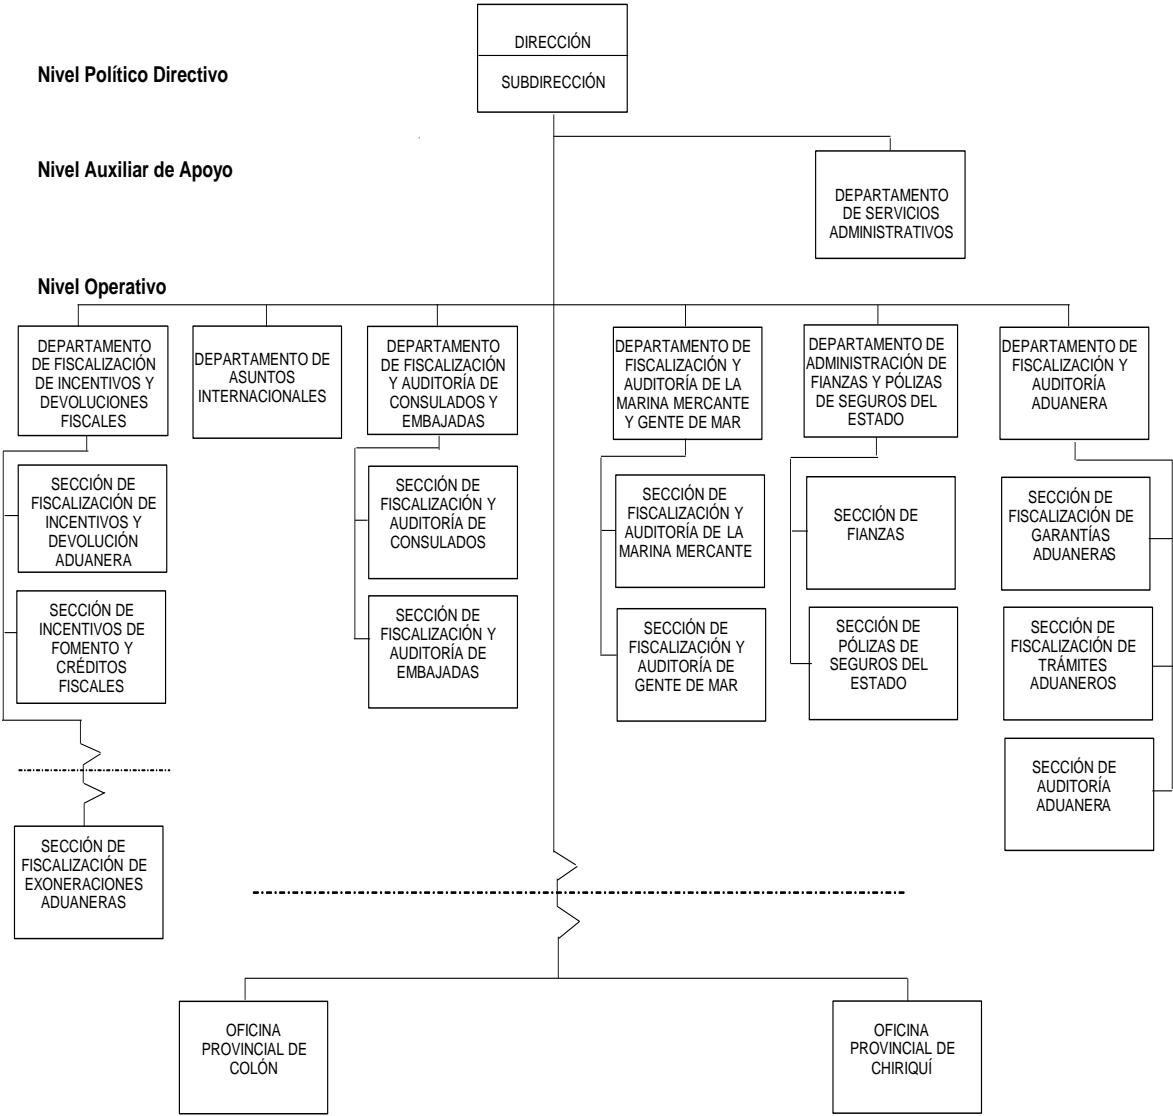 DIRECCIÓN
SUBDIRECCIÓN
Nivel Político Directivo
Nivel Auxiliar de Apoyo
DEPARTAMENTO
DE SERVICIOS
ADMINISTRATIVOS
Nivel Operativo
DEPARTAMENTO
DE FISCALIZACIÓN
DE INCENTIVOS Y
DEVOLUCIONES
FISCALES
DEPARTAMENTO DE
ASUNTOS
INTERNACIONALES
DEPARTAMENTO
DE FISCALIZACIÓN
Y AUDITORÍA DE
CONSULADOS Y
EMBAJADAS
DEPARTAMENTO DE
FISCALIZACIÓN Y
AUDITORÍA DE LA
MARINA MERCANTE
Y GENTE DE MAR
DEPARTAMENTO DE
ADMINISTRACIÓN DE
FIANZAS Y PÓLIZAS
DE SEGUROS DEL
ESTADO
DEPARTAMENTO DE
FISCALIZACIÓN Y
AUDITORÍA
ADUANERA
SECCIÓN DE
FISCALIZACIÓN DE
INCENTIVOS Y
DEVOLUCIÓN
ADUANERA
SECCIÓN DE
FISCALIZACIÓN Y
AUDITORÍA DE
CONSULADOS
SECCIÓN DE
FISCALIZACIÓN Y
AUDITORÍA DE LA
MARINA MERCANTE
SECCIÓN DE
FIANZAS
SECCIÓN DE
FISCALIZACIÓN DE
GARANTÍAS
ADUANERAS
SECCIÓN DE
INCENTIVOS DE
FOMENTO Y
CRÉDITOS
FISCALES
SECCIÓN DE
FISCALIZACIÓN Y
AUDITORÍA DE
EMBAJADAS
SECCIÓN DE
FISCALIZACIÓN Y
AUDITORÍA DE
GENTE DE MAR
SECCIÓN DE
PÓLIZAS DE
SEGUROS DEL
ESTADO
SECCIÓN DE
FISCALIZACIÓN DE
TRÁMITES
ADUANEROS
SECCIÓN DE
AUDITORÍA
ADUANERA
SECCIÓN DE
FISCALIZACIÓN DE
EXONERACIONES
ADUANERAS
OFICINA
PROVINCIAL DE
COLÓN
OFICINA
PROVINCIAL DE
CHIRIQUÍ